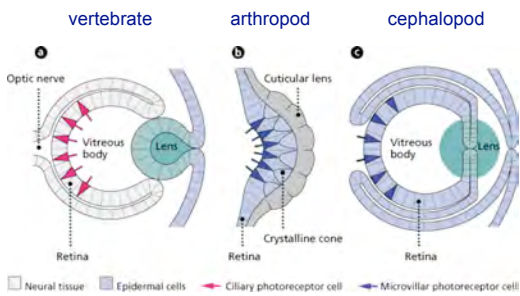 vertebrate arthropod cephalopod
a b c
Optic nerve Cuticular lens
Vitreous body Lens Vitreous body Lens
Retina Retina Crystalline cone Retina
Neural tissue Epidermal cells Ciliary photoreceptor cell Microvillar photoreceptor cell